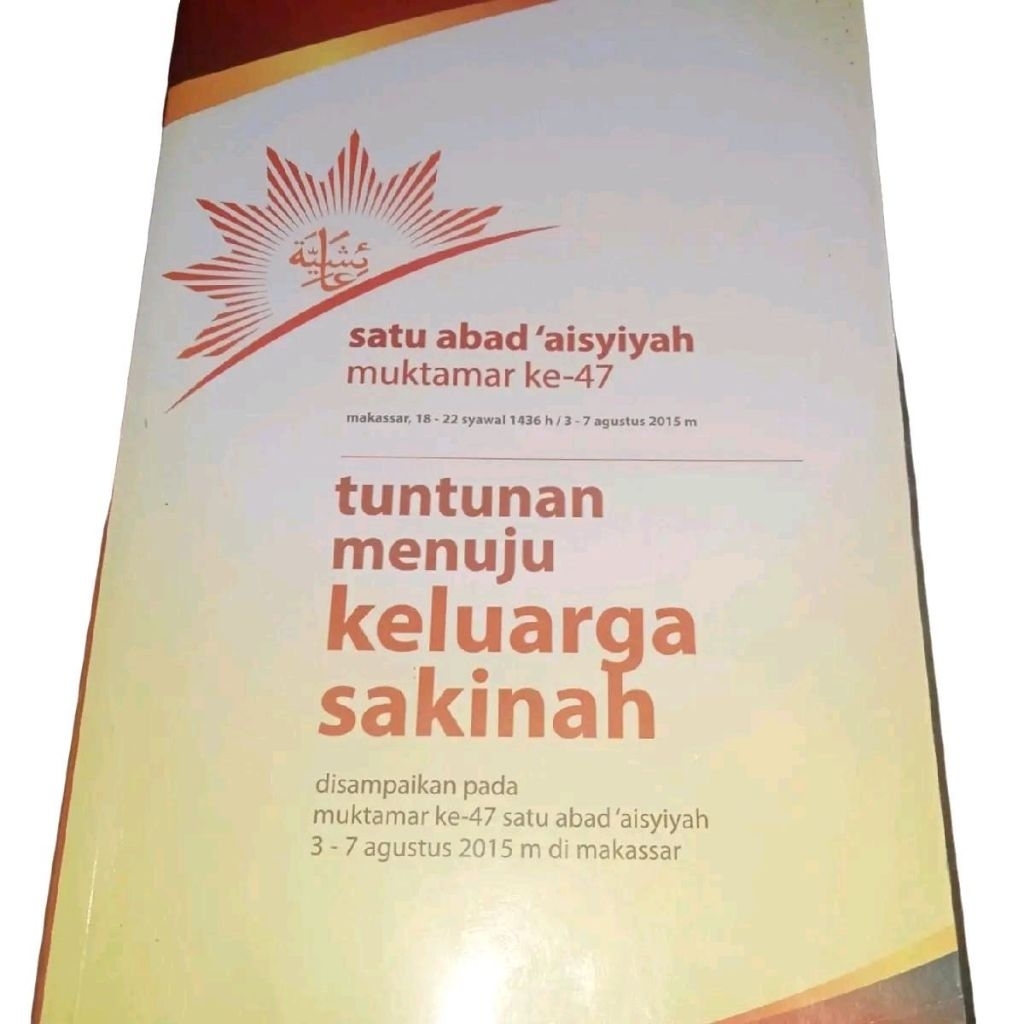 عائشية
satu abad ‘aisyiyah
muktamar ke-47
makassar, 18 - 22 syawal 1436 h / 3 - 7 agustus 2015 m
tuntunan
menuju
keluarga
sakinah
disampaikan pada
muktamar ke-47 satu abad ‘aisyiyah
3 - 7 agustus 2015 m di makassar